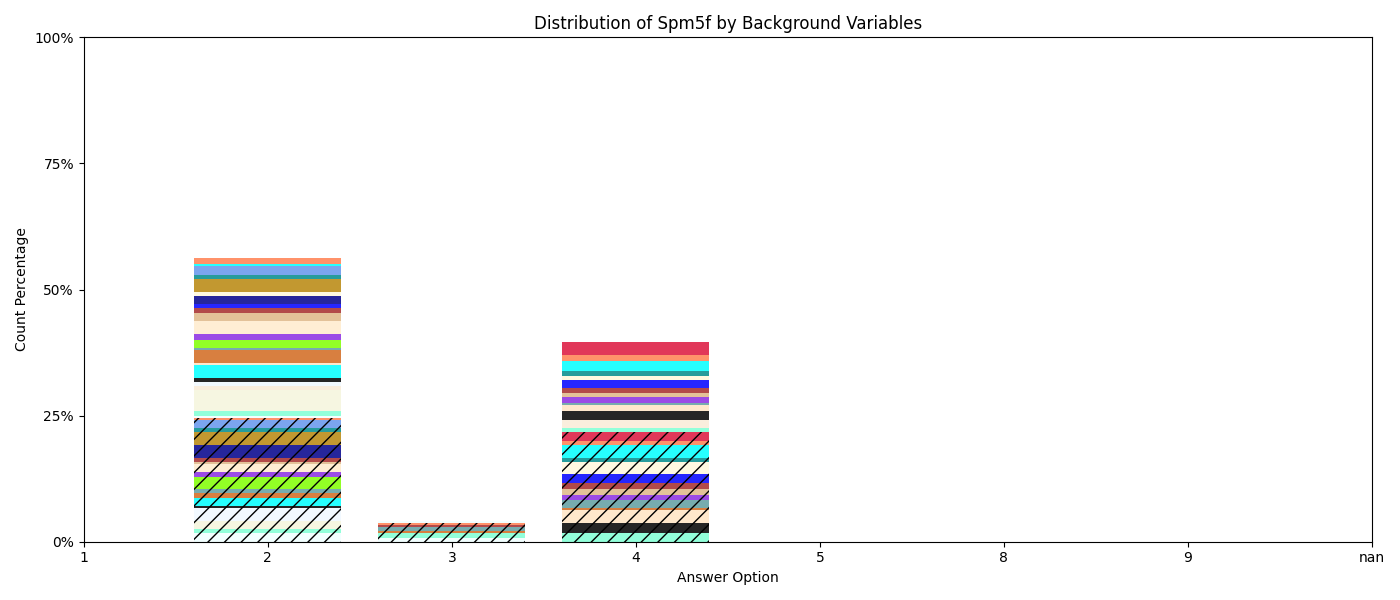 Distribution of Spm5f by Background Variables
100%
75%
50%
25%
0%
Count Percentage
1 2 3 4 5 8 9 nan
Answer Option